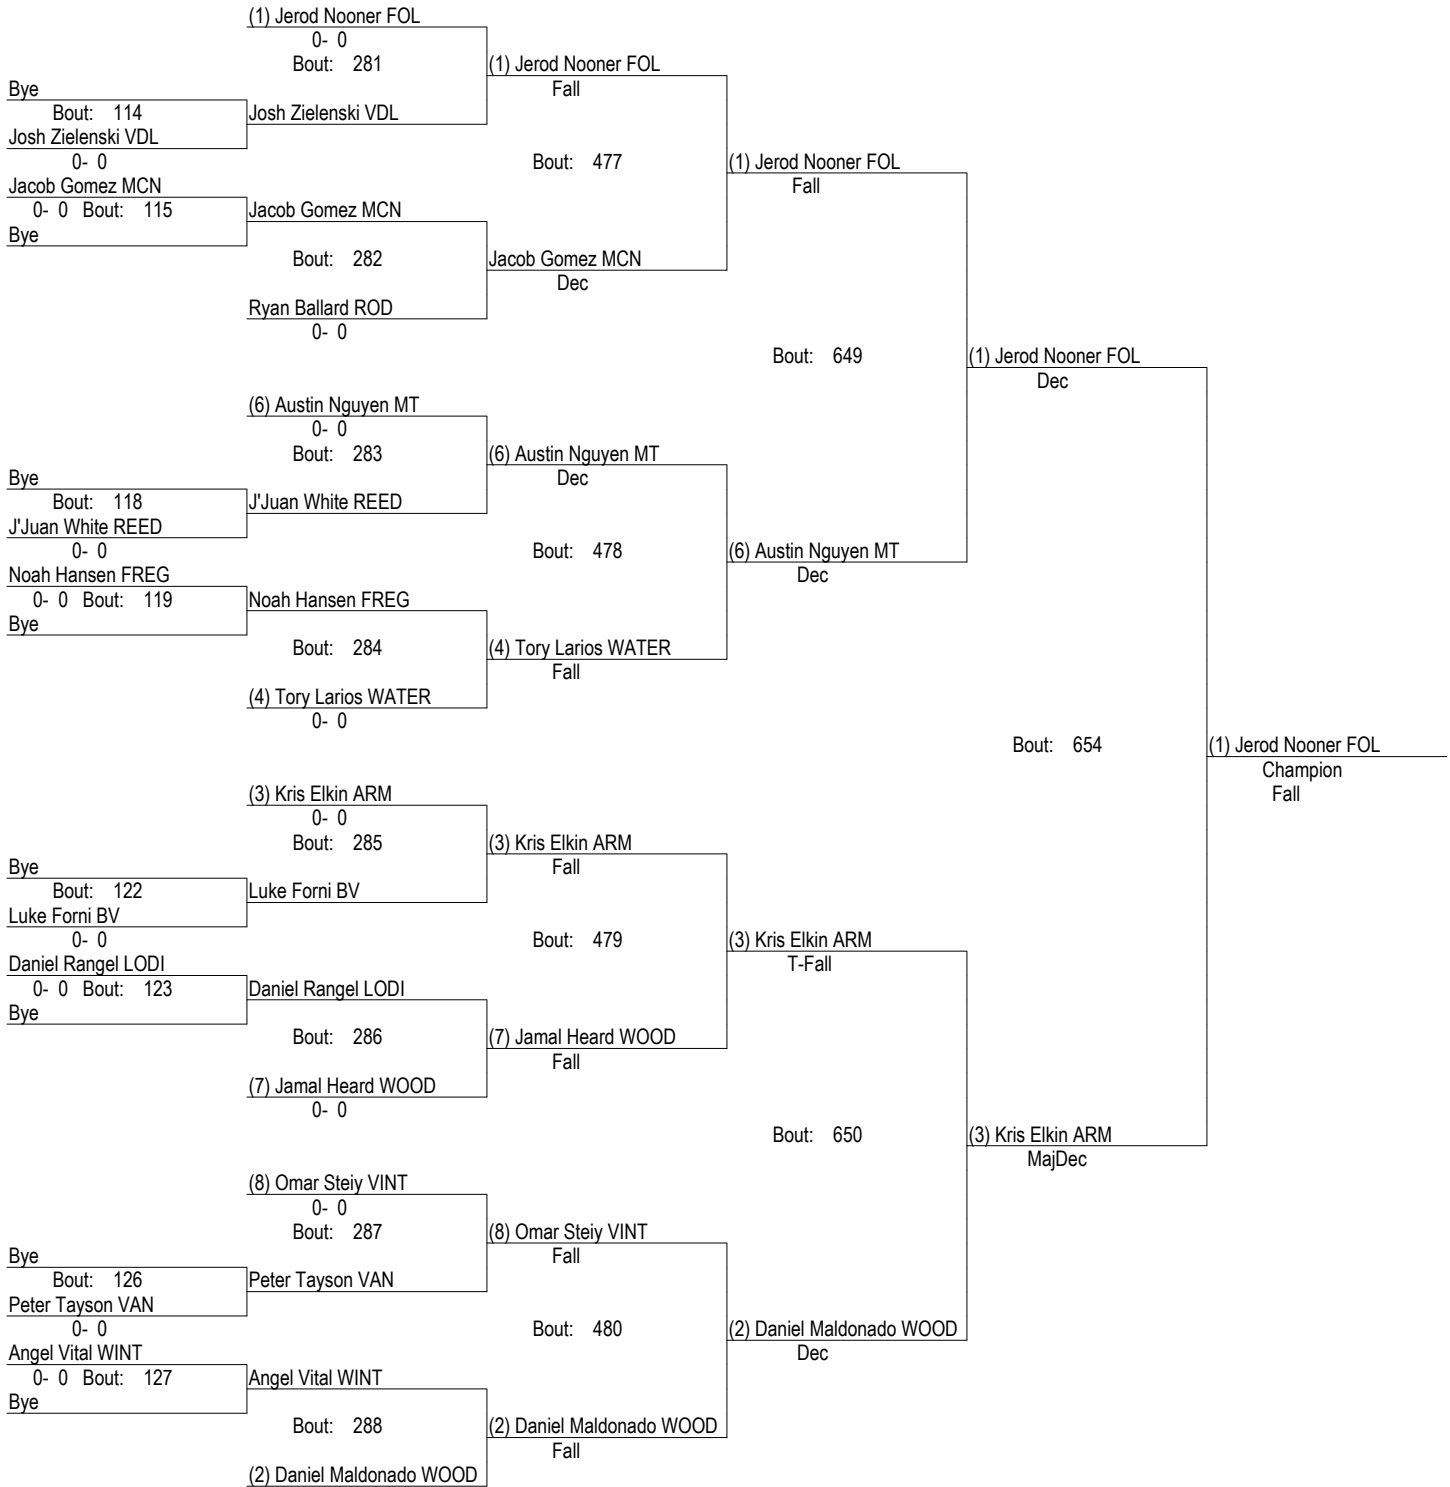 (1) Jerod Nooner FOL
0- 0
Bout: 281
(1) Jerod Nooner FOL
Fall
Bye
Bout: 114
Josh Zielenski VDL
Josh Zielenski VDL
0- 0
Bout: 477
(1) Jerod Nooner FOL
Fall
Jacob Gomez MCN
0- 0 Bout: 115
Jacob Gomez MCN
Bye
Bout: 282
Jacob Gomez MCN
Dec
Ryan Ballard ROD
0- 0
Bout: 649
(1) Jerod Nooner FOL
Dec
(6) Austin Nguyen MT
0- 0
Bout: 283
(6) Austin Nguyen MT
Dec
Bye
Bout: 118
J'Juan White REED
J'Juan White REED
0- 0
Bout: 478
(6) Austin Nguyen MT
Dec
Noah Hansen FREG
0- 0 Bout: 119
Noah Hansen FREG
Bye
Bout: 284
(4) Tory Larios WATER
Fall
(4) Tory Larios WATER
0- 0
Bout: 654
(1) Jerod Nooner FOL
Champion
Fall
(3) Kris Elkin ARM
0- 0
Bout: 285
(3) Kris Elkin ARM
Fall
Bye
Bout: 122
Luke Forni BV
Luke Forni BV
0- 0
Bout: 479
(3) Kris Elkin ARM
T-Fall
Daniel Rangel LODI
0- 0 Bout: 123
Daniel Rangel LODI
Bye
Bout: 286
(7) Jamal Heard WOOD
Fall
(7) Jamal Heard WOOD
0- 0
Bout: 650
(3) Kris Elkin ARM
MajDec
(8) Omar Steiy VINT
0- 0
Bout: 287
(8) Omar Steiy VINT
Fall
Bye
Bout: 126
Peter Tayson VAN
Peter Tayson VAN
0- 0
Bout: 480
(2) Daniel Maldonado WOOD
Dec
Angel Vital WINT
0- 0 Bout: 127
Angel Vital WINT
Bye
Bout: 288
(2) Daniel Maldonado WOOD
Fall
(2) Daniel Maldonado WOOD